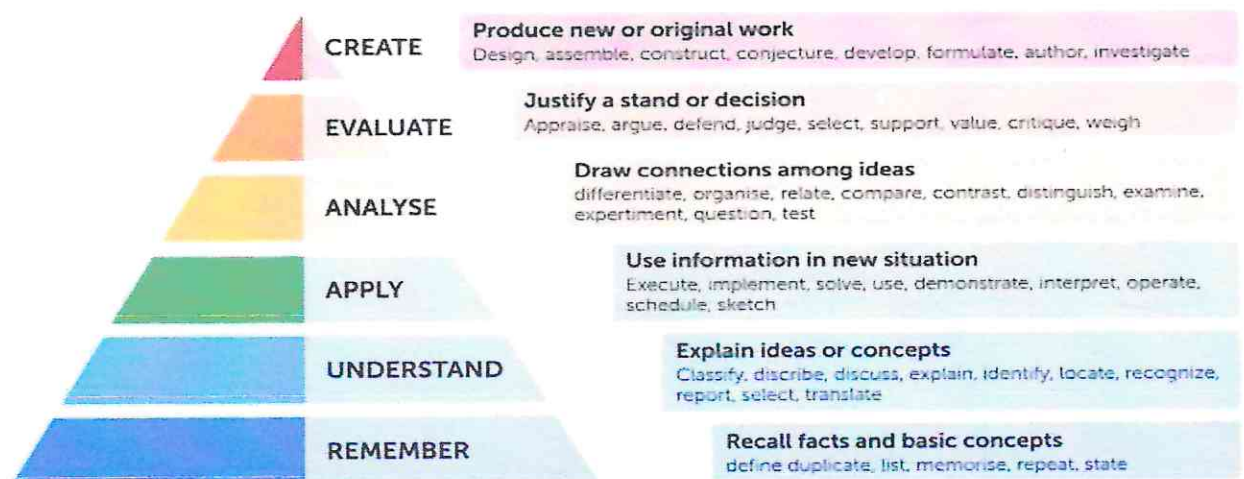 CREATE
Produce new or original work
Design, assemble, construct, conjecture, develop, formulate, author, investigate
EVALUATE
Justify a stand or decision
Appraise, argue, defend, judge, select, support, value, critique, weigh
ANALYSE
Draw connections among ideas
differentiate, organise, relate, compare, contrast, distinguish, examine,
expertiment, question, test
APPLY
Use information in new situation
Execute, implement, solve, use, demonstrate, interpret, operate,
schedule, sketch
UNDERSTAND
Explain ideas or concepts
Classify, discribe, discuss, explain, identify, locate, recognize,
report, select, translate
REMEMBER
Recall facts and basic concepts
define duplicate, list, memorise, repeat, state